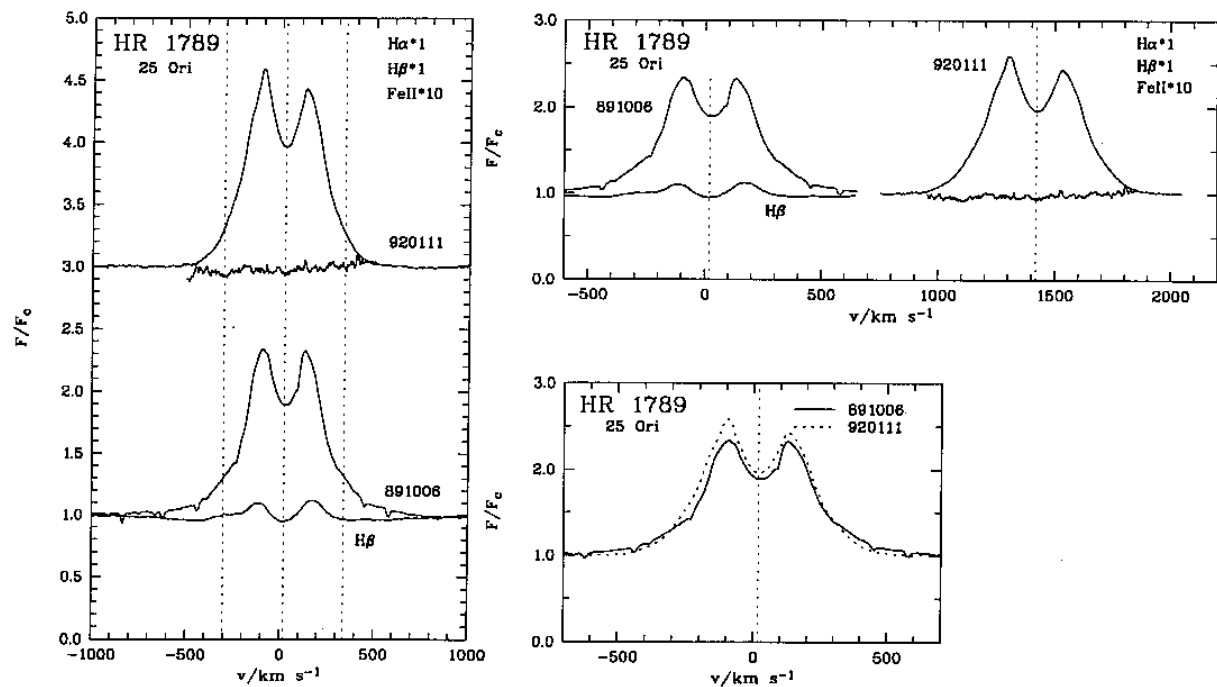 HR 1789
25 Ori
Hα*1
Hβ*1
FeII*10
920111
891006
Hβ
5.0
4.5
4.0
3.5
3.0
2.5
2.0
1.5
1.0
0.5
0.0
F/Fc
−1000
−500
0
500
1000
v/km s⁻¹
HR 1789
25 Ori
891006
Hβ
920111
Hα*1
Hβ*1
FeII*10
3.0
2.0
1.0
0.0
F/Fc
−500
0
500
1000
1500
2000
v/km s⁻¹
HR 1789
25 Ori
891006
920111
3.0
2.0
1.0
0.0
F/Fc
−500
0
500
v/km s⁻¹